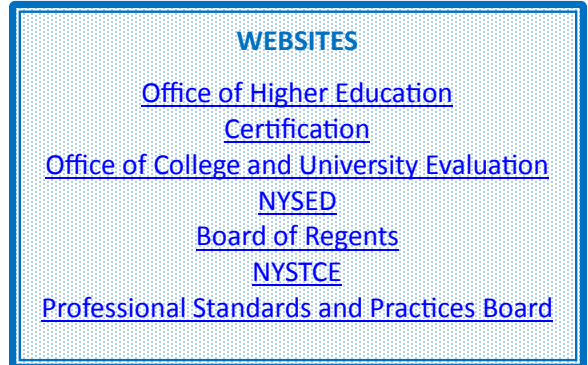 WEBSITES
Office of Higher Education
Certification
Office of College and University Evaluation
NYSED
Board of Regents
NYSTCE
Professional Standards and Practices Board